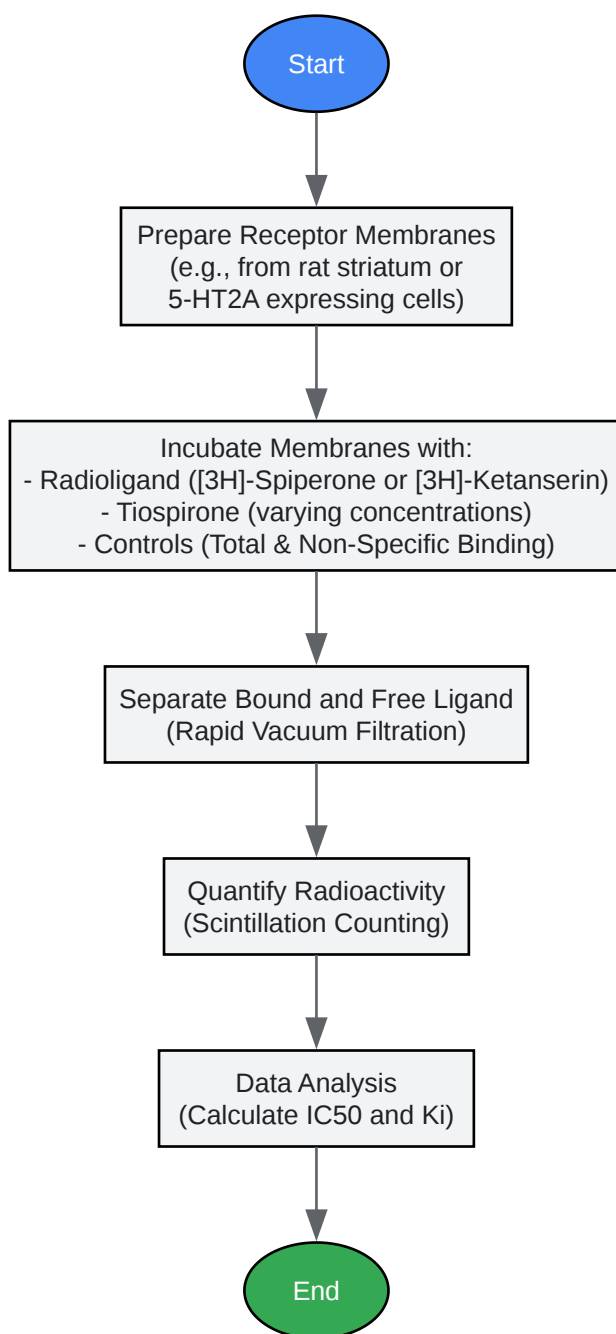 Start
Prepare Receptor Membranes
(e.g., from rat striatum or
5-HT2A expressing cells)
Incubate Membranes with:
- Radioligand ([3H]-Spiperone or [3H]-Ketanserin)
- Tiospirone (varying concentrations)
- Controls (Total & Non-Specific Binding)
Separate Bound and Free Ligand
(Rapid Vacuum Filtration)
Quantify Radioactivity
(Scintillation Counting)
Data Analysis
(Calculate IC50 and Ki)
End